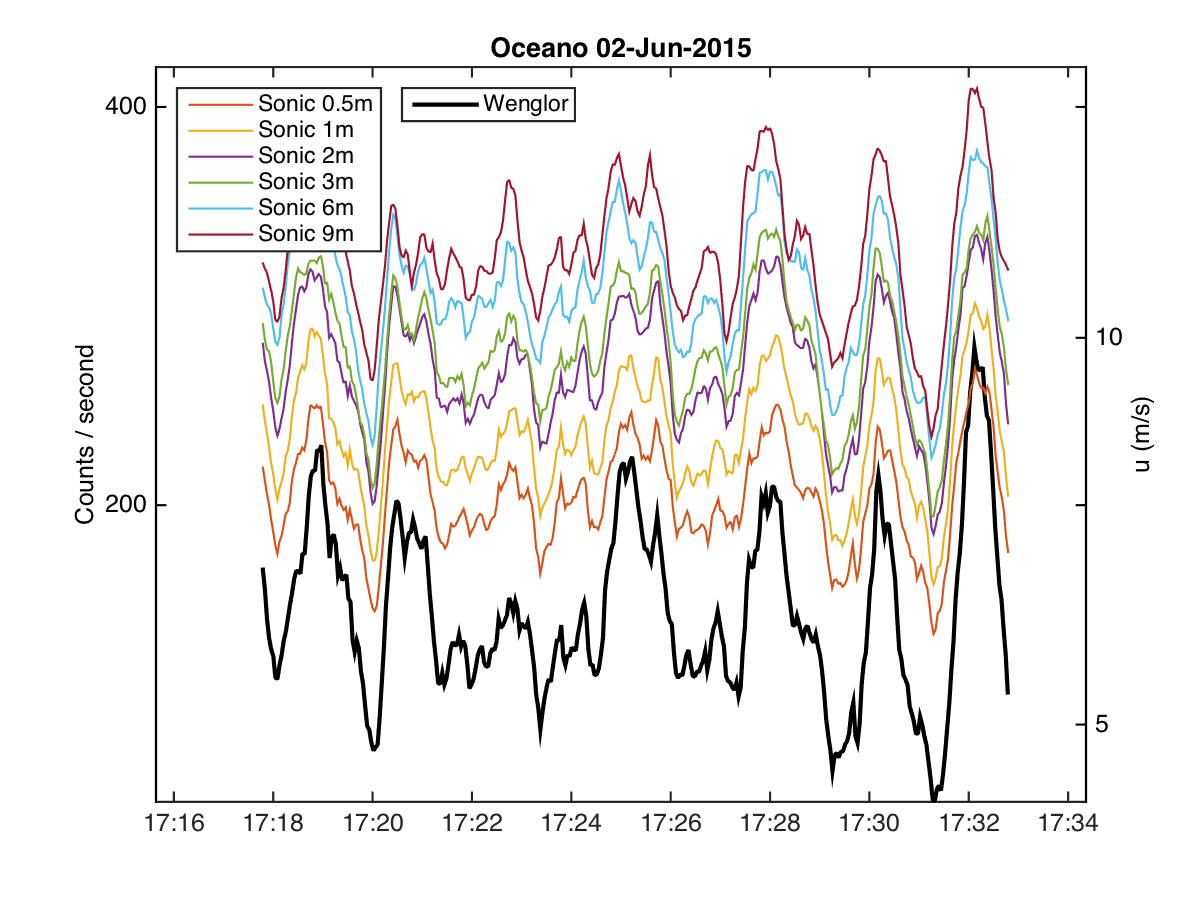 Oceano 02-Jun-2015
400
200
Counts / second
Sonic 0.5m
Sonic 1m
Sonic 2m
Sonic 3m
Sonic 6m
Sonic 9m
Wenglor
10
5
u (m/s)
17:16 17:18 17:20 17:22 17:24 17:26 17:28 17:30 17:32 17:34